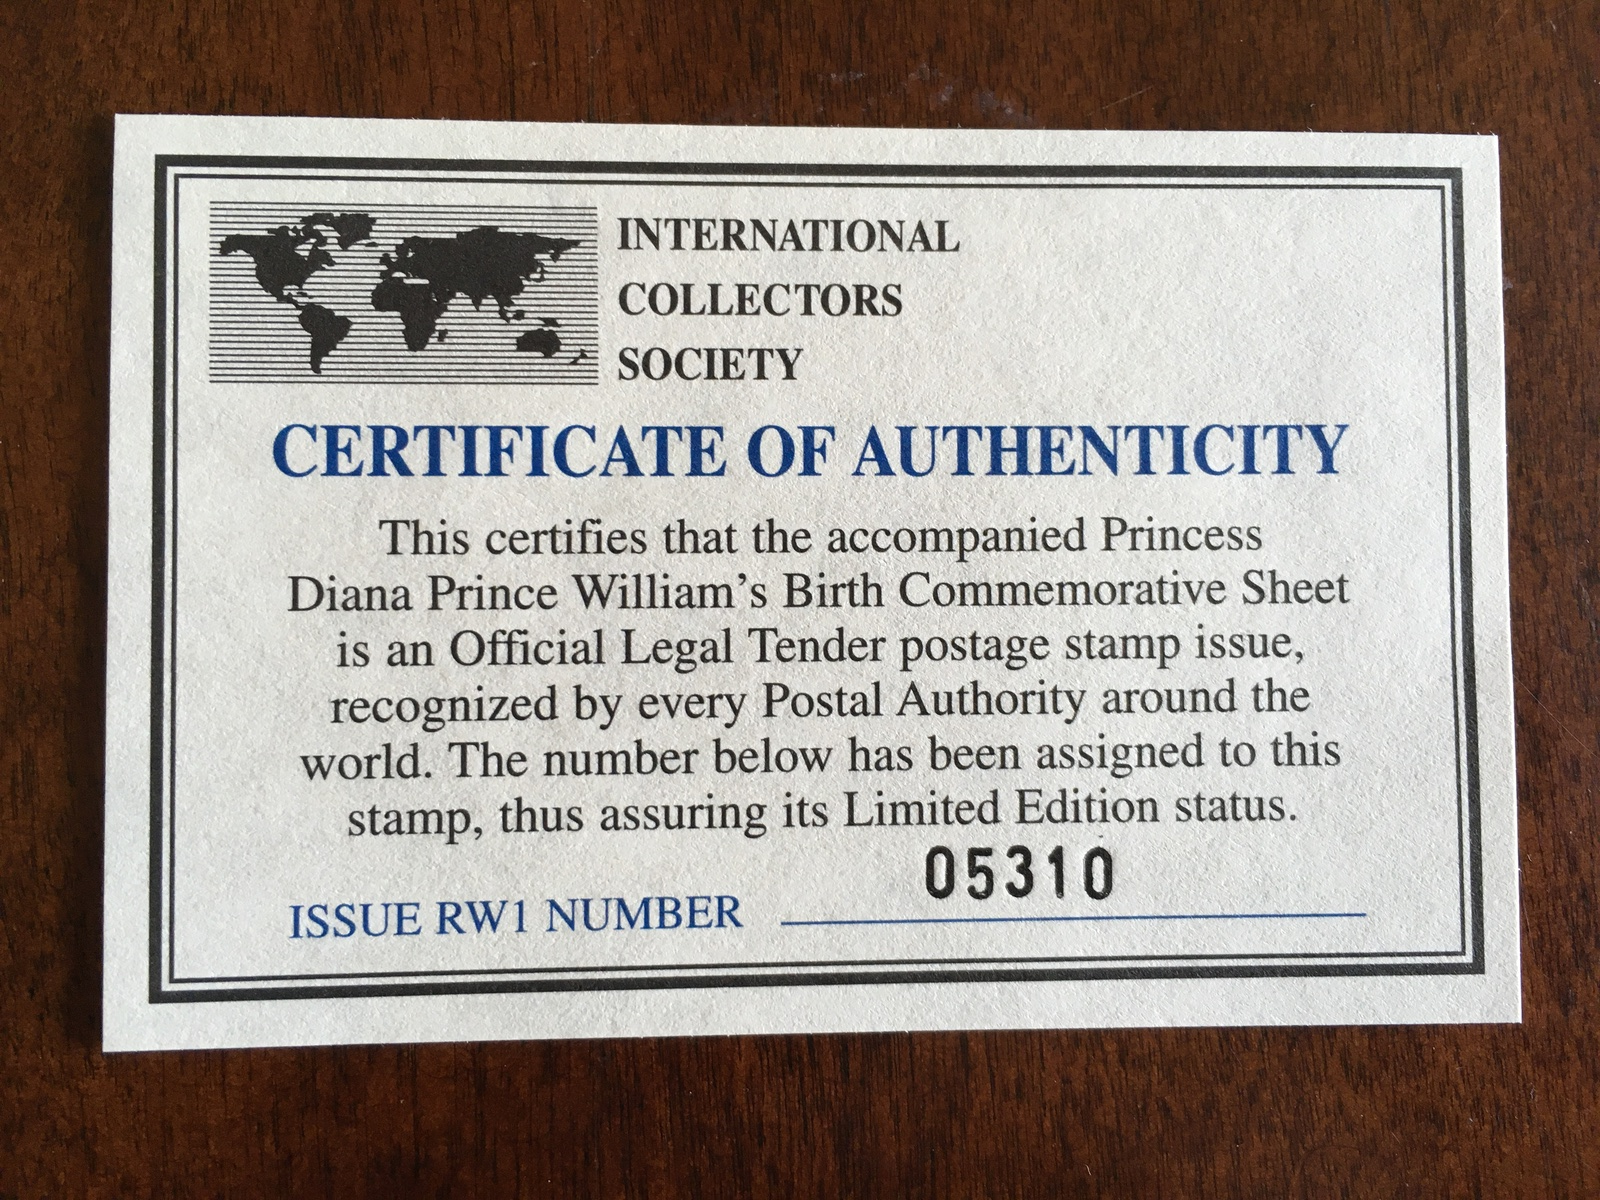 INTERNATIONAL
COLLECTORS
SOCIETY
CERTIFICATE OF AUTHENTICITY
This certifies that the accompanied Princess
Diana Prince William’s Birth Commemorative Sheet
is an Official Legal Tender postage stamp issue,
recognized by every Postal Authority around the
world. The number below has been assigned to this
stamp, thus assuring its Limited Edition status.
05310
ISSUE RW1 NUMBER